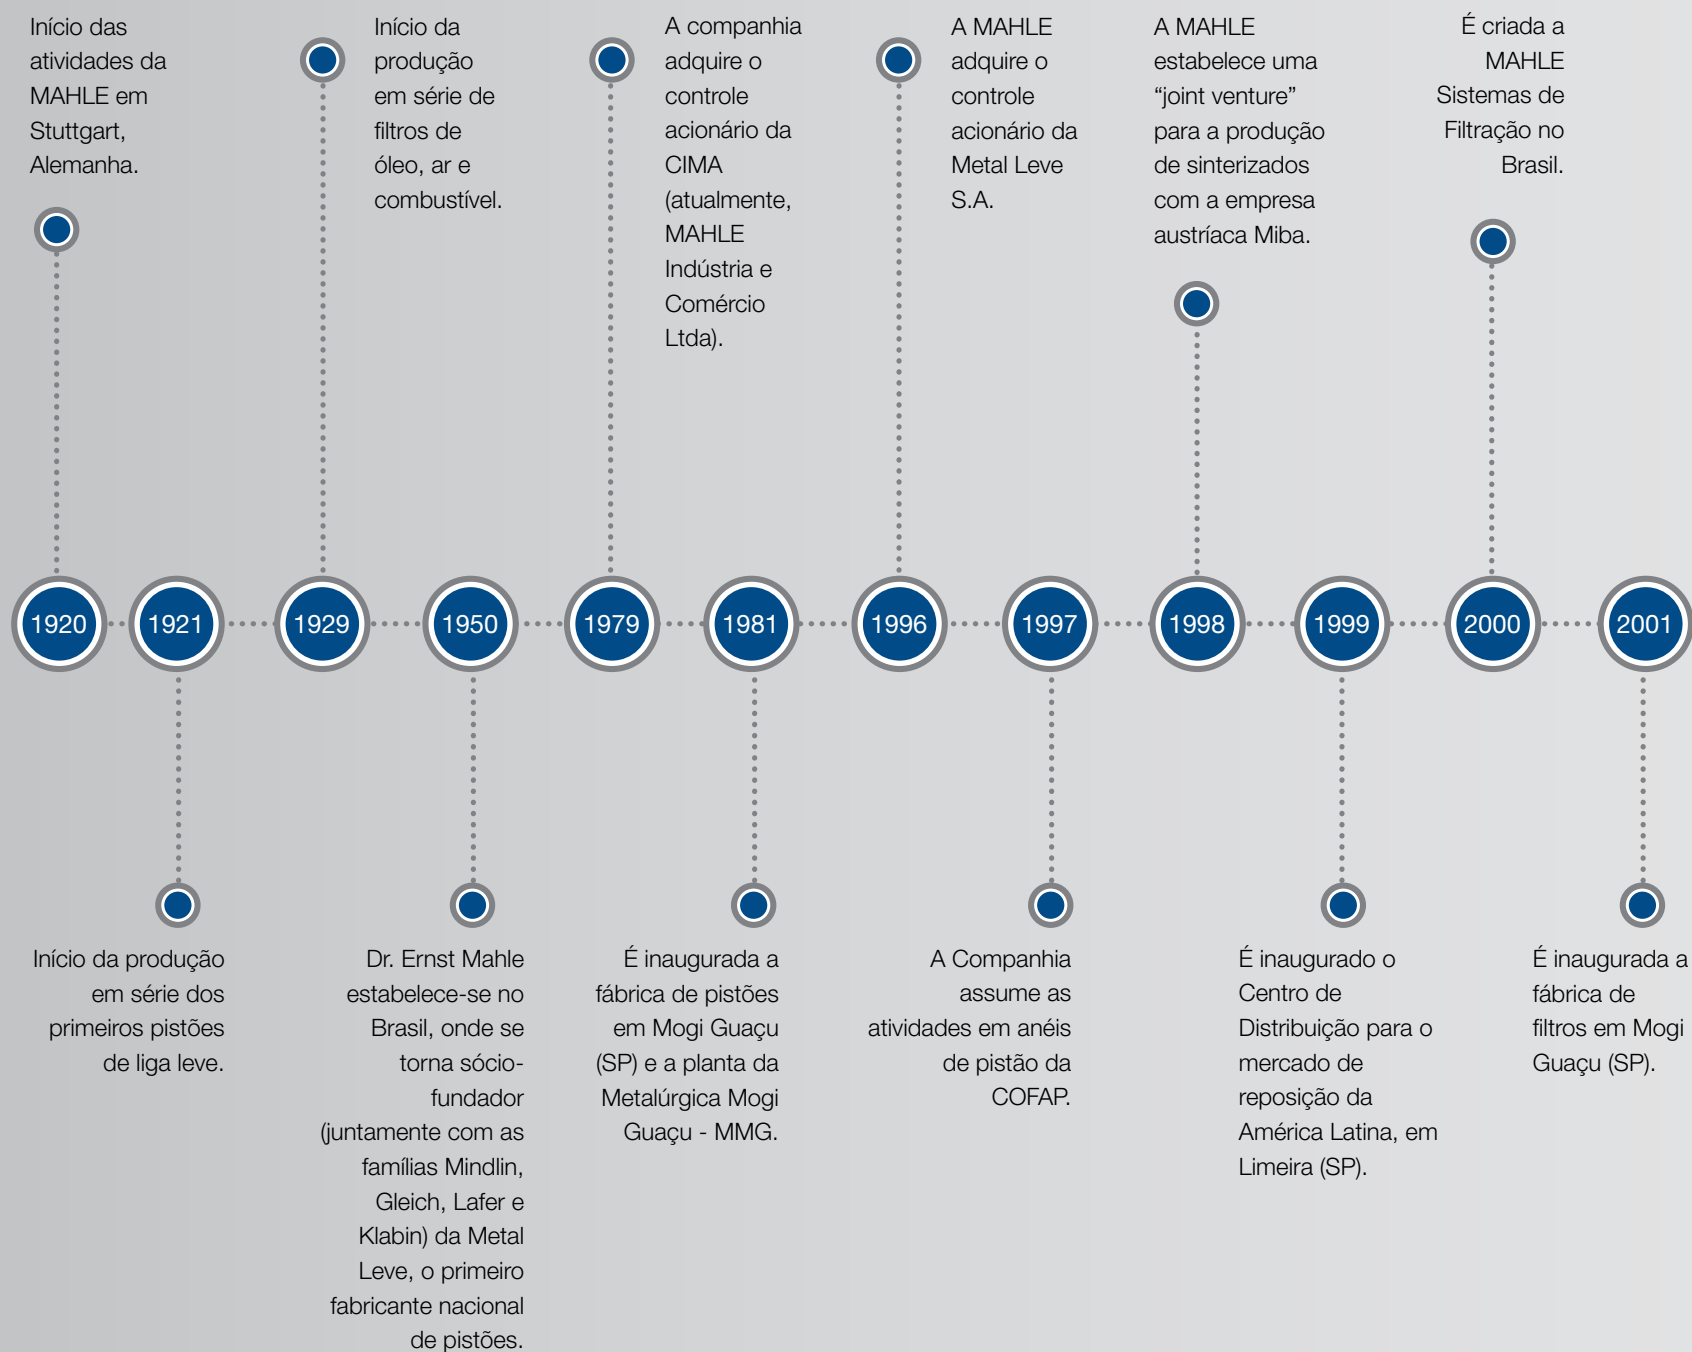 Início das
atividades da
MAHLE em
Stuttgart,
Alemanha.
Início da
produção
em série de
filtros de
óleo, ar e
combustível.
A companhia
adquire o
controle
acionário da
CIMA
(atualmente,
MAHLE
Indústria e
Comércio
Ltda).
A MAHLE
adquire o
controle
acionário da
Metal Leve
S.A.
A MAHLE
estabelece uma
“joint venture”
para a produção
de sinterizados
com a empresa
austríaca Miba.
É criada a
MAHLE
Sistemas de
Filtração no
Brasil.
1920
1921
1929
1950
1979
1981
1996
1997
1998
1999
2000
2001
Início da produção
em série dos
primeiros pistões
de liga leve.
Dr. Ernst Mahle
estabelece-se no
Brasil, onde se
torna sócio-
fundador
(juntamente com as
famílias Mindlin,
Gleich, Lafer e
Klabin) da Metal
Leve, o primeiro
fabricante nacional
de pistões.
É inaugurada a
fábrica de pistões
em Mogi Guaçu
(SP) e a planta da
Metalúrgica Mogi
Guaçu - MMG.
A Companhia
assume as
atividades em anéis
de pistão da
COFAP.
É inaugurado o
Centro de
Distribuição para o
mercado de
reposição da
América Latina, em
Limeira (SP).
É inaugurada a
fábrica de
filtros em Mogi
Guaçu (SP).